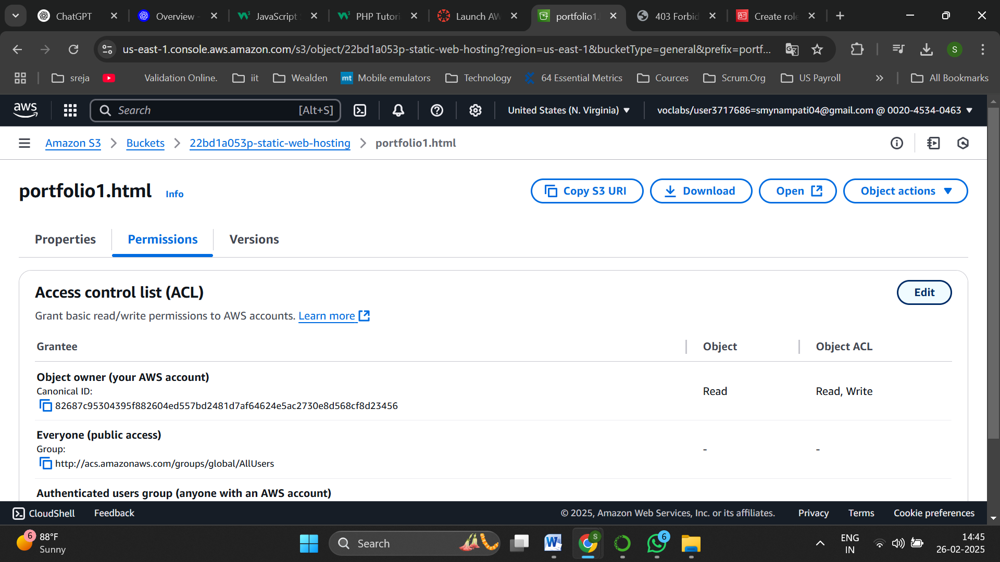 ChatGPT
Overview -
JavaScript
PHP Tutori
Launch AW
portfolio1.
403 Forbid
Create role
us-east-1.console.aws.amazon.com/s3/object/22bd1a053p-static-web-hosting?region=us-east-1&bucketType=general&prefix=portf...
S
sreja
Validation Online.
iit
Wealden
mt Mobile emulators
Technology
64 Essential Metrics
Cources
Scrum.Org
US Payroll
»
All Bookmarks
aws
Search [Alt+S]
United States (N. Virginia)
voclabs/user3717686=smynampati04@gmail.com @ 0020-4534-0463
Amazon S3
Buckets
22bd1a053p-static-web-hosting
portfolio1.html
portfolio1.html Info
Copy S3 URI
Download
Open
Object actions
Properties
Permissions
Versions
Access control list (ACL)
Edit
Grant basic read/write permissions to AWS accounts. Learn more
Grantee
Object
Object ACL
Object owner (your AWS account)
Canonical ID:
82687c95304395f882604ed557bd2481d7af64624e5ac2730e8d568cf8d23456
Read
Read, Write
Everyone (public access)
Group:
http://acs.amazonaws.com/groups/global/AllUsers
-
-
Authenticated users group (anyone with an AWS account)
CloudShell
Feedback
© 2025, Amazon Web Services, Inc. or its affiliates.
Privacy
Terms
Cookie preferences
6
88°F
Sunny
Search
W
S
6
ENG
IN
14:45
26-02-2025